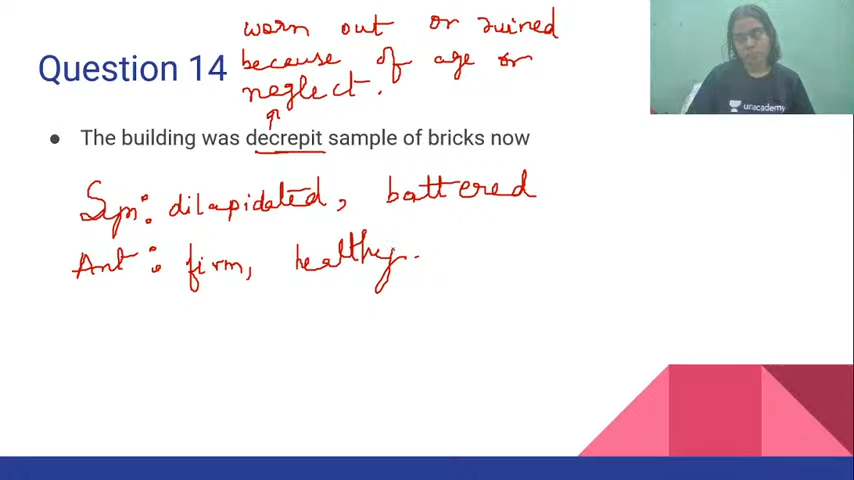 worn out or ruined
because of age or
Question 14
neglect.
unacademy
● The building was decrepit sample of bricks now
Syn: dilapidated, battered
Ant: firm, healthy.